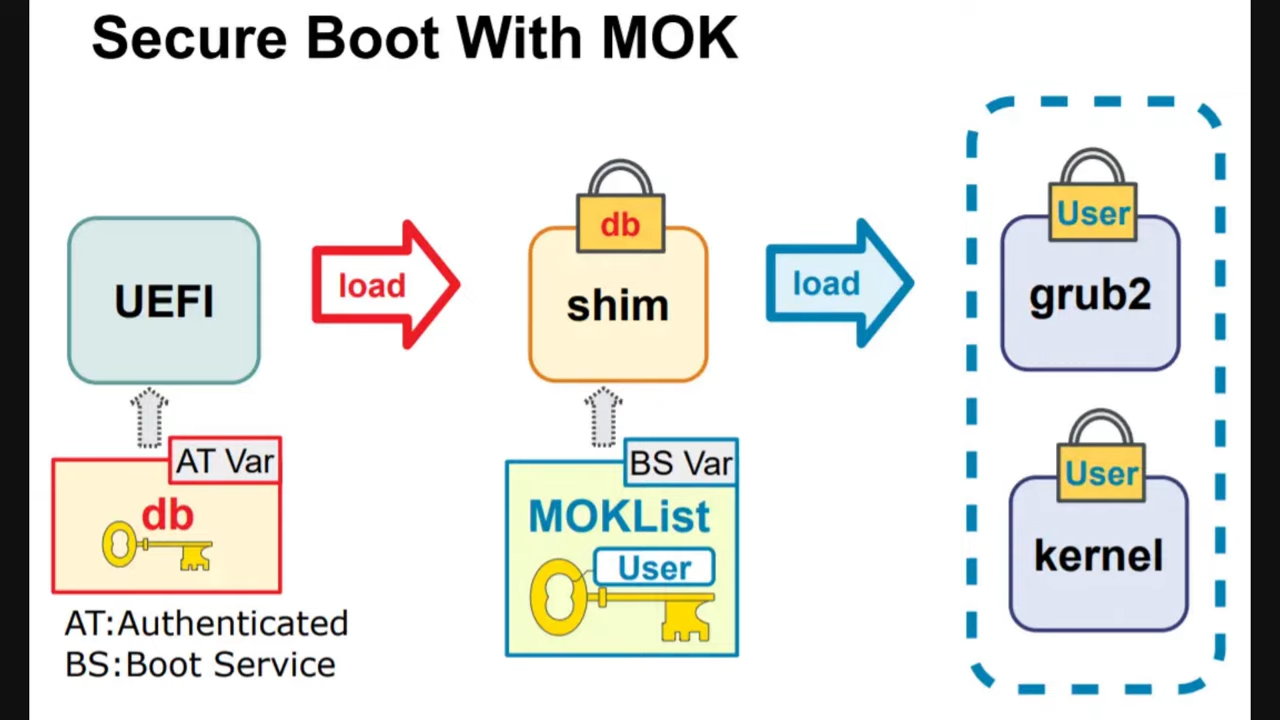 Secure Boot With MOK
UEFI
load
db
shim
load
User
grub2
AT Var
db
BS Var
MOKList
User
User
kernel
AT:Authenticated
BS:Boot Service